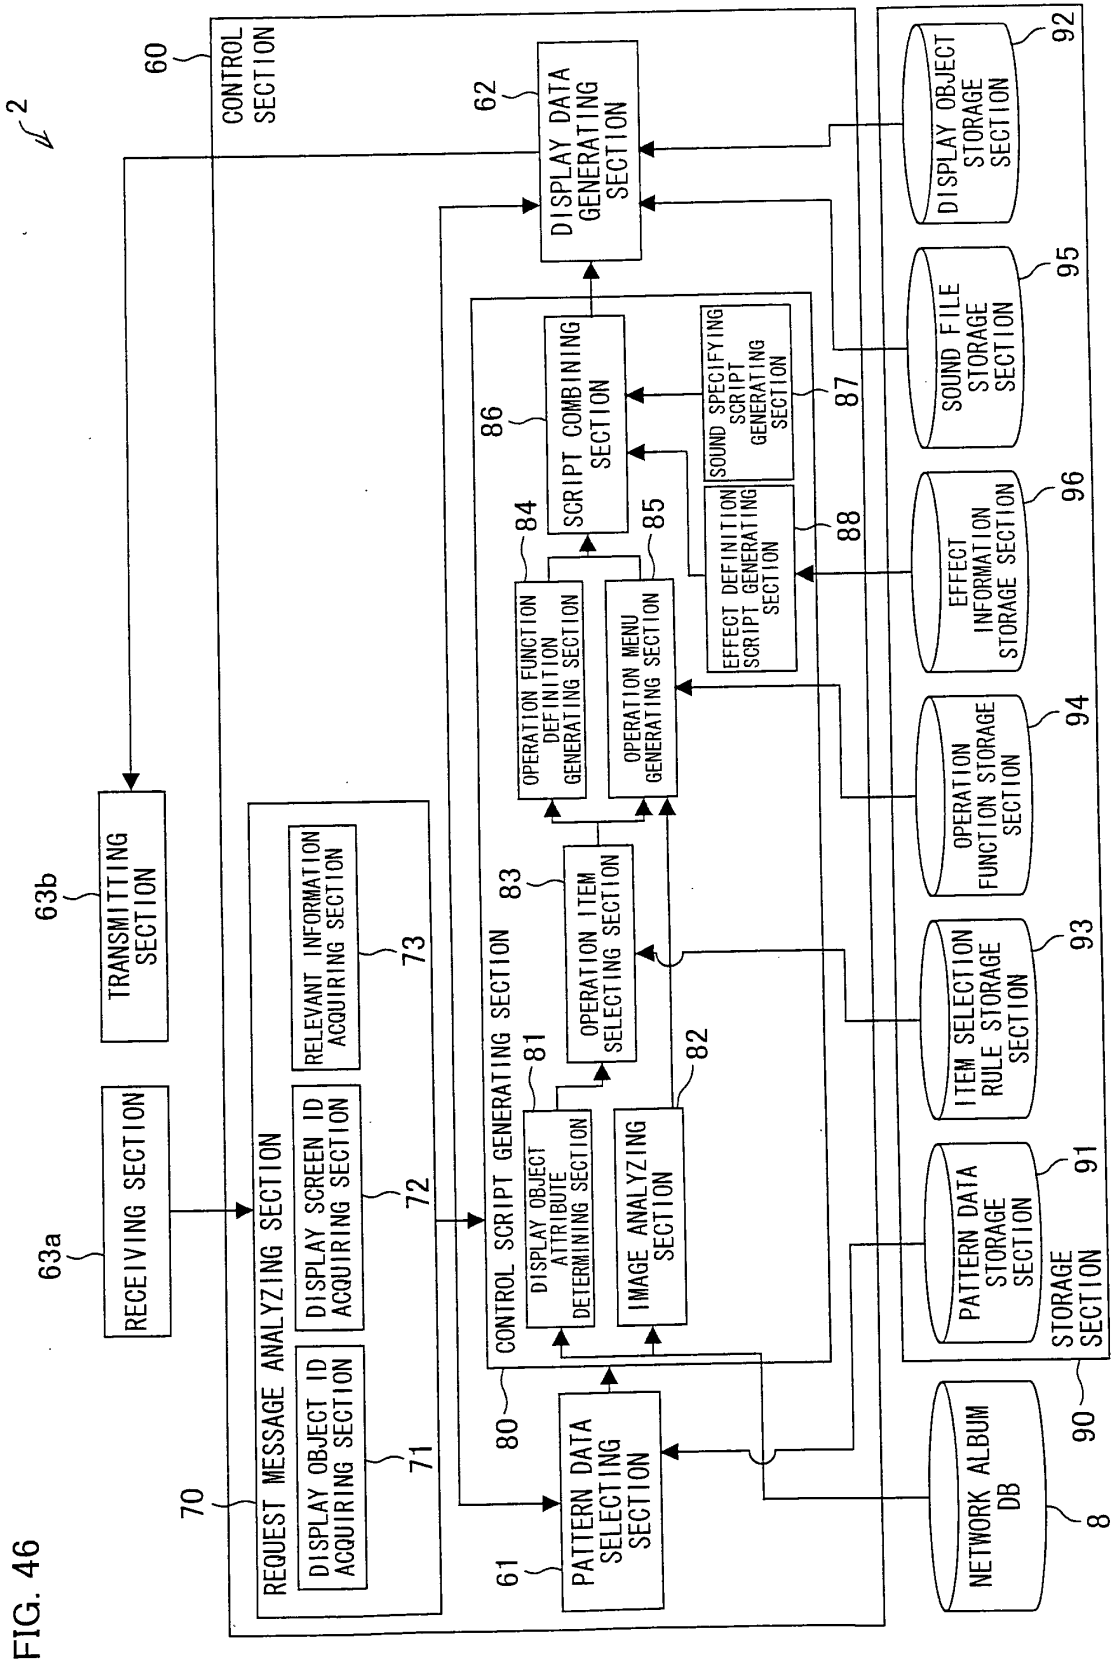 FIG. 46
2
63a
RECEIVING SECTION
63b
TRANSMITTING
SECTION
60
CONTROL
SECTION
70
REQUEST MESSAGE ANALYZING SECTION
DISPLAY OBJECT ID
ACQUIRING SECTION
71
DISPLAY SCREEN ID
ACQUIRING SECTION
72
RELEVANT INFORMATION
ACQUIRING SECTION
73
61
PATTERN DATA
SELECTING
SECTION
80
CONTROL SCRIPT GENERATING SECTION
DISPLAY OBJECT
ATTRIBUTE
DETERMINING SECTION
81
IMAGE ANALYZING
SECTION
82
83
OPERATION ITEM
SELECTING SECTION
84
OPERATION FUNCTION
DEFINITION
GENERATING SECTION
85
OPERATION MENU
GENERATING SECTION
86
SCRIPT COMBINING
SECTION
EFFECT DEFINITION
SCRIPT GENERATING
SECTION
88
SOUND SPECIFYING
SCRIPT
GENERATING
SECTION
87
62
DISPLAY DATA
GENERATING
SECTION
NETWORK ALBUM
DB
8
90
STORAGE
SECTION
PATTERN DATA
STORAGE
SECTION
91
ITEM SELECTION
RULE STORAGE
SECTION
93
OPERATION
FUNCTION STORAGE
SECTION
94
EFFECT
INFORMATION
STORAGE SECTION
96
SOUND FILE
STORAGE
SECTION
95
DISPLAY OBJECT
STORAGE
SECTION
92